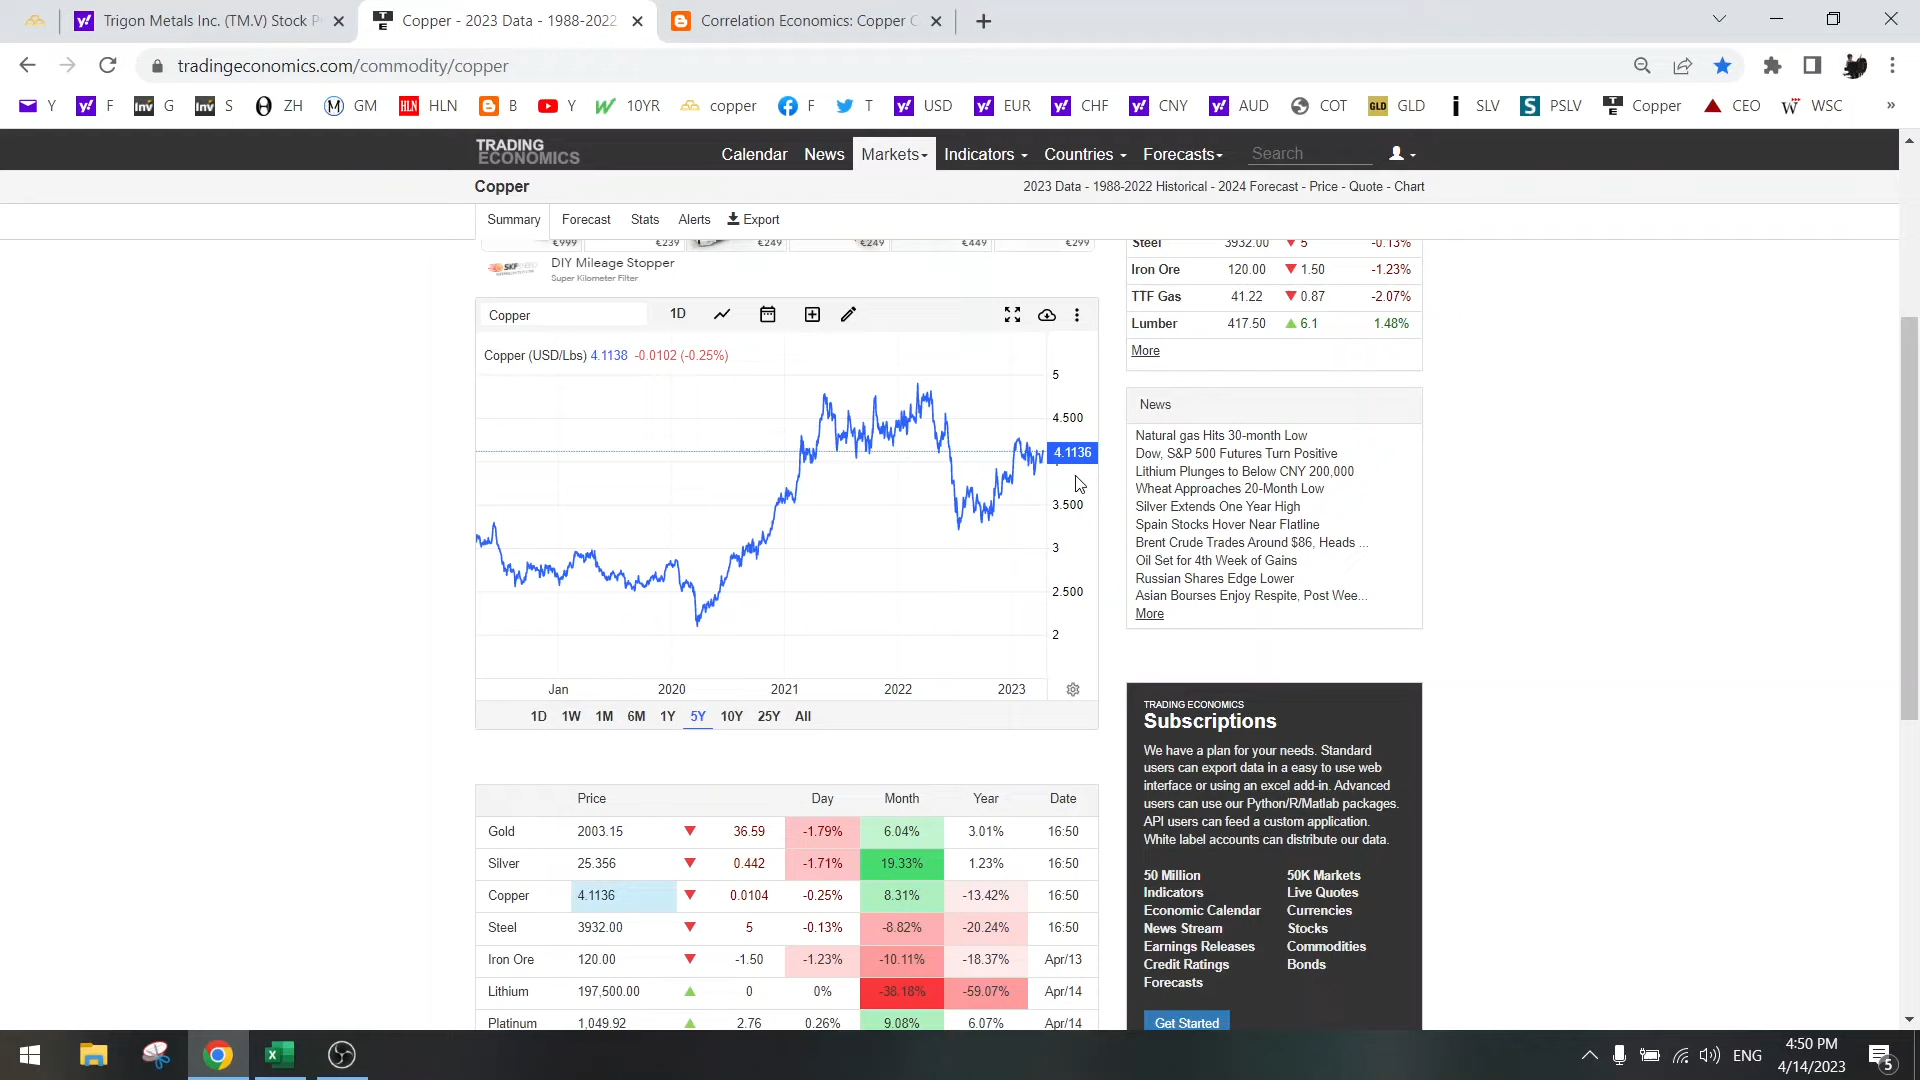 Trigon Metals Inc. (TM.V) Stock P
Copper - 2023 Data - 1988-2022
Correlation Economics: Copper C
tradingeconomics.com/commodity/copper
Y F G S ZH GM HLN B Y 10YR copper F T USD EUR CHF CNY AUD COT GLD SLV PSLV Copper CEO WSC »
TRADING ECONOMICS
Calendar News Markets Indicators Countries Forecasts Search
Copper
2023 Data - 1988-2022 Historical - 2024 Forecast - Price - Quote - Chart
Summary Forecast Stats Alerts Export
€999 €239 €249 €249 €449 €299
DIY Mileage Stopper
Super Kilometer Filter
Steel 3932.00 5 -0.13%
Iron Ore 120.00 1.50 -1.23%
TTF Gas 41.22 0.87 -2.07%
Lumber 417.50 6.1 1.48%
More
Copper 1D
Copper (USD/Lbs) 4.1138 -0.0102 (-0.25%)
5
4.500
4.1136
3.500
3
2.500
2
Jan 2020 2021 2022 2023
1D 1W 1M 6M 1Y 5Y 10Y 25Y All
News
Natural gas Hits 30-month Low
Dow, S&P 500 Futures Turn Positive
Lithium Plunges to Below CNY 200,000
Wheat Approaches 20-Month Low
Silver Extends One Year High
Spain Stocks Hover Near Flatline
Brent Crude Trades Around $86, Heads ...
Oil Set for 4th Week of Gains
Russian Shares Edge Lower
Asian Bourses Enjoy Respite, Post Wee...
More
Price Day Month Year Date
Gold 2003.15 36.59 -1.79% 6.04% 3.01% 16:50
Silver 25.356 0.442 -1.71% 19.33% 1.23% 16:50
Copper 4.1136 0.0104 -0.25% 8.31% -13.42% 16:50
Steel 3932.00 5 -0.13% -8.82% -20.24% 16:50
Iron Ore 120.00 -1.50 -1.23% -10.11% -18.37% Apr/13
Lithium 197,500.00 0 0% -38.18% -59.07% Apr/14
Platinum 1,049.92 2.76 0.26% 9.08% 6.07% Apr/14
TRADING ECONOMICS
Subscriptions
We have a plan for your needs. Standard
users can export data in a easy to use web
interface or using an excel add-in. Advanced
users can use our Python/R/Matlab packages.
API users can feed a custom application.
White label accounts can distribute our data.
50 Million 50K Markets
Indicators Live Quotes
Economic Calendar Currencies
News Stream Stocks
Earnings Releases Commodities
Credit Ratings Bonds
Forecasts
Get Started
ENG
4:50 PM
4/14/2023
5